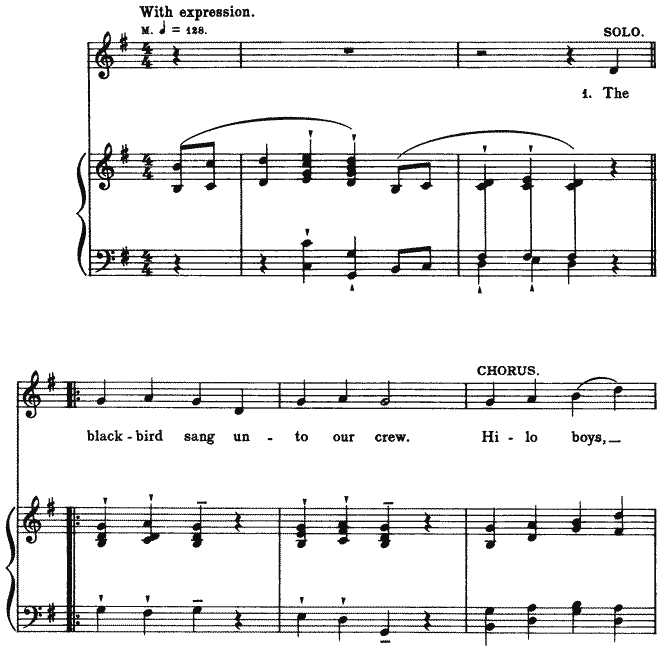 With expression.
M. ♩ = 128.
SOLO.
1. The
CHORUS.
black-bird sang un - to our crew. Hi - lo boys,